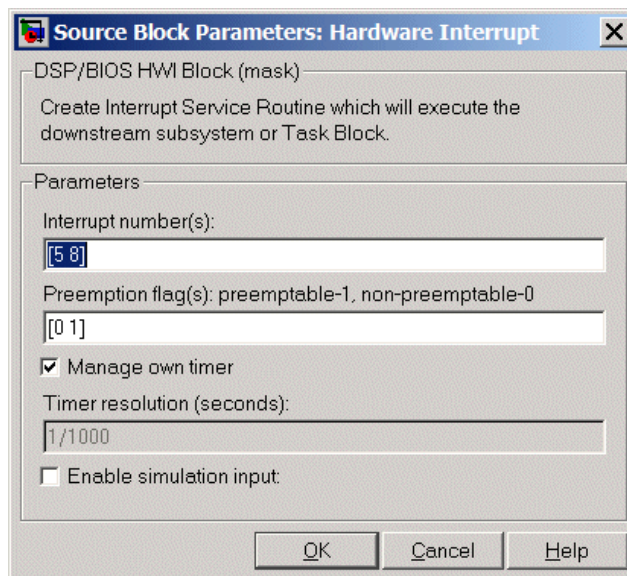 Source Block Parameters: Hardware Interrupt
DSP/BIOS HWI Block (mask)
Create Interrupt Service Routine which will execute the
downstream subsystem or Task Block.
Parameters
Interrupt number(s):
[5 8]
Preemption flag(s): preemptable-1, non-preemptable-0
[0 1]
Manage own timer
Timer resolution (seconds):
1/1000
Enable simulation input:
OK Cancel Help